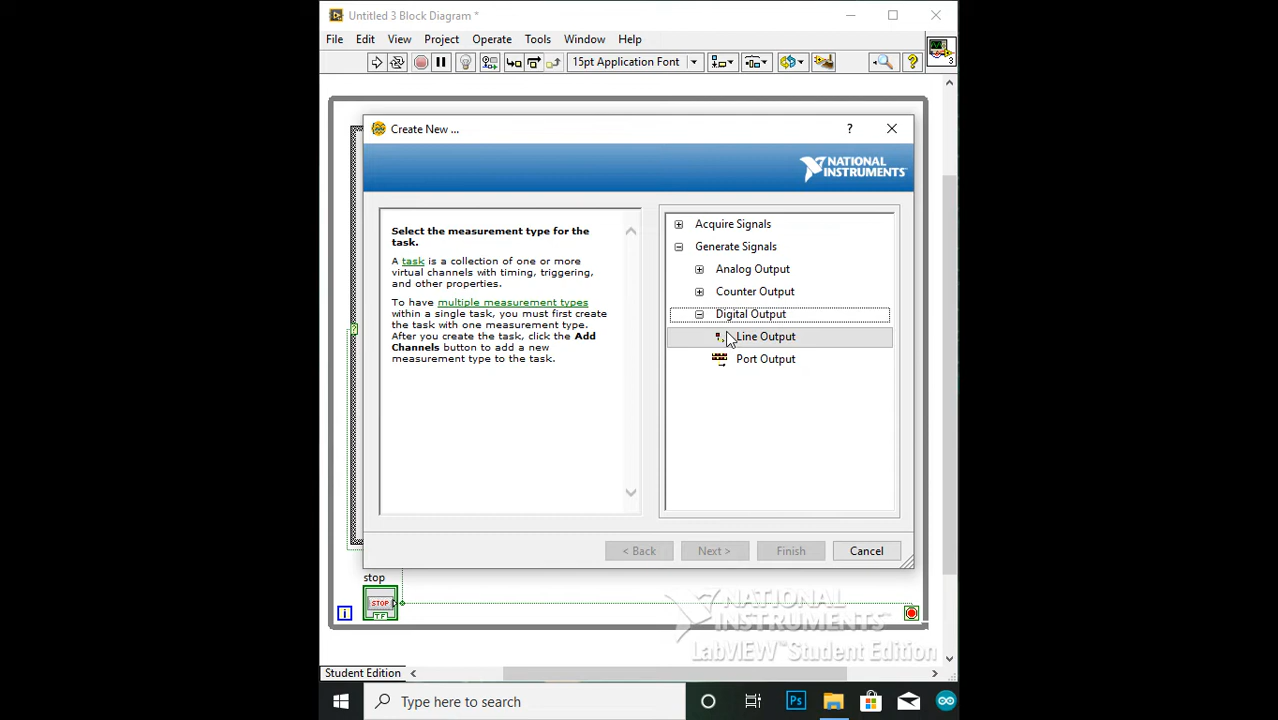 Untitled 3 Block Diagram *
File Edit View Project Operate Tools Window Help
15pt Application Font
3
Create New ...
?
NATIONAL
INSTRUMENTS
Select the measurement type for the
task.
A task is a collection of one or more
virtual channels with timing, triggering,
and other properties.
To have multiple measurement types
within a single task, you must first create
the task with one measurement type.
After you create the task, click the Add
Channels button to add a new
measurement type to the task.
Acquire Signals
Generate Signals
Analog Output
Counter Output
Digital Output
Line Output
Port Output
< Back Next > Finish Cancel
stop
STOP
TF
i
NATIONAL
INSTRUMENTS
LabVIEW Student Edition
Student Edition
Type here to search
Ps